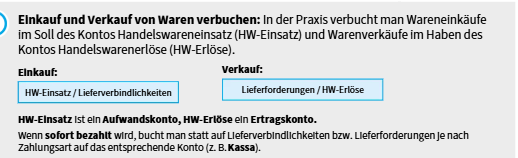 Einkauf und Verkauf von Waren verbuchen: In der Praxis verbucht man Wareneinkäufe
im Soll des Kontos Handelswareneinsatz (HW-Einsatz) und Warenverkäufe im Haben des
Kontos Handelswarenerlöse (HW-Erlöse).
Einkauf:
Verkauf:
HW-Einsatz / Lieferverbindlichkeiten
Lieferforderungen / HW-Erlöse
HW-Einsatz ist ein Aufwandskonto, HW-Erlöse ein Ertragskonto.
Wenn sofort bezahlt wird, bucht man statt auf Lieferverbindlichkeiten bzw. Lieferforderungen je nach
Zahlungsart auf das entsprechende Konto (z. B. Kassa).